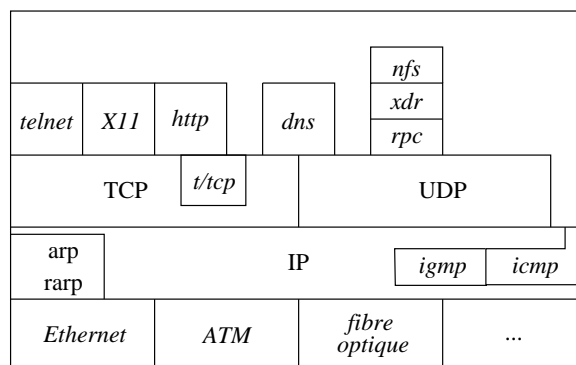 nfs
telnet X11 http dns xdr
rpc
TCP t/tcp UDP
arp
rarp
IP
igmp icmp
Ethernet ATM fibre optique ...